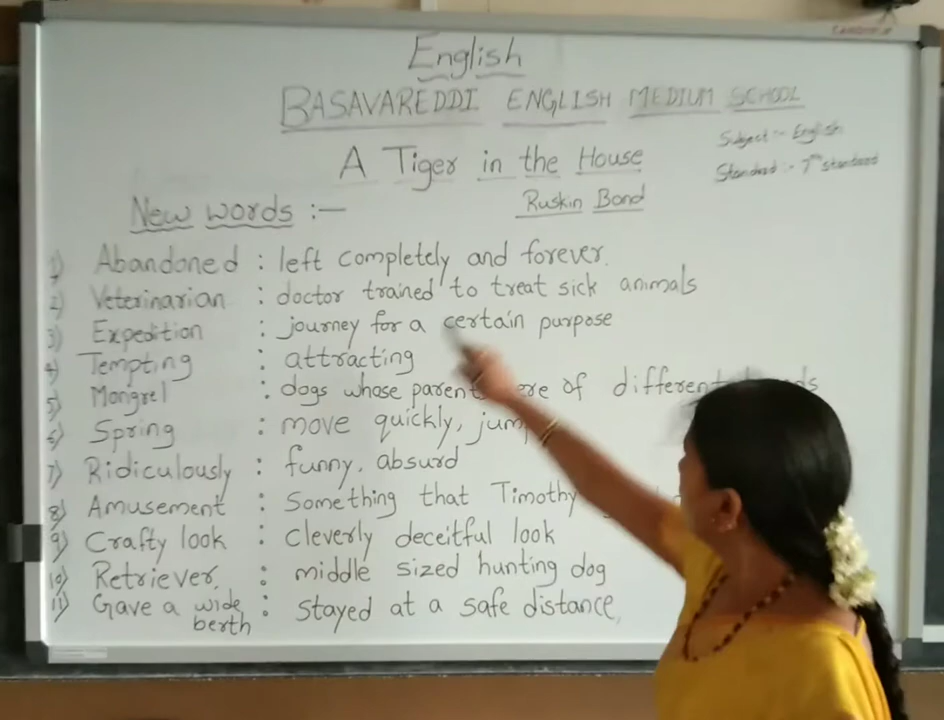 English
BASAVAREDDI ENGLISH MEDIUM SCHOOL
Subject :- English
Standard :- 7th standard
A Tiger in the House
Ruskin Bond
New words :-
1) Abandoned : left completely and forever.
2) Veterinarian : doctor trained to treat sick animals
3) Expedition : journey for a certain purpose
4) Tempting : attracting
5) Mongrel : dogs whose of different
6) Spring : move quickly,
7) Ridiculously : funny, absurd
8) Amusement : Something that Timothy
9) Crafty look : cleverly deceitful look
10) Retriever. : middle sized hunting dog
11) Gave a wide berth : Stayed at a safe distance,